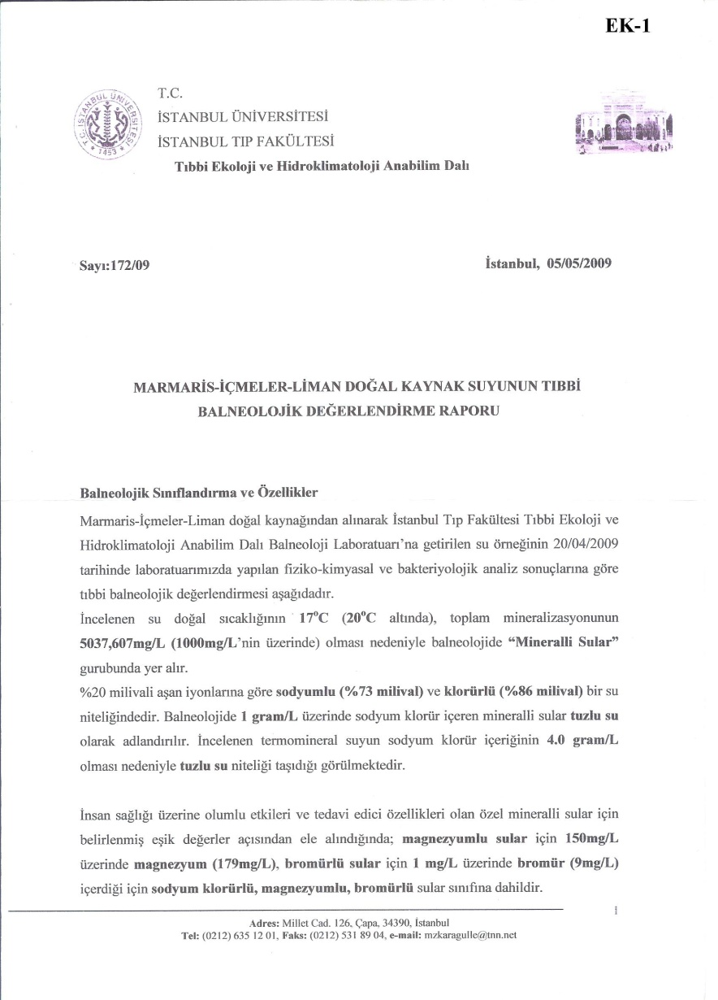 EK-1
T.C. İSTANBUL ÜNİVERSİTESİ
* 1453 *
T.C.
İSTANBUL ÜNİVERSİTESİ
İSTANBUL TIP FAKÜLTESİ
Tıbbi Ekoloji ve Hidroklimatoloji Anabilim Dalı
Sayı:172/09
İstanbul, 05/05/2009
MARMARİS-İÇMELER-LİMAN DOĞAL KAYNAK SUYUNUN TIBBİ
BALNEOLOJİK DEĞERLENDİRME RAPORU
Balneolojik Sınıflandırma ve Özellikler
Marmaris-İçmeler-Liman doğal kaynağından alınarak İstanbul Tıp Fakültesi Tıbbi Ekoloji ve
Hidroklimatoloji Anabilim Dalı Balneoloji Laboratuarı'na getirilen su örneğinin 20/04/2009
tarihinde laboratuarımızda yapılan fiziko-kimyasal ve bakteriyolojik analiz sonuçlarına göre
tıbbi balneolojik değerlendirmesi aşağıdadır.
İncelenen su doğal sıcaklığının 17°C (20°C altında), toplam mineralizasyonunun
5037,607mg/L (1000mg/L'nin üzerinde) olması nedeniyle balneolojide “Mineralli Sular”
gurubunda yer alır.
%20 milivali aşan iyonlarına göre sodyumlu (%73 milival) ve klorürlü (%86 milival) bir su
niteliğindedir. Balneolojide 1 gram/L üzerinde sodyum klorür içeren mineralli sular tuzlu su
olarak adlandırılır. İncelenen termomineral suyun sodyum klorür içeriğinin 4.0 gram/L
olması nedeniyle tuzlu su niteliği taşıdığı görülmektedir.
İnsan sağlığı üzerine olumlu etkileri ve tedavi edici özellikleri olan özel mineralli sular için
belirlenmiş eşik değerler açısından ele alındığında; magnezyumlu sular için 150mg/L
üzerinde magnezyum (179mg/L), bromürlü sular için 1 mg/L üzerinde bromür (9mg/L)
içerdiği için sodyum klorürlü, magnezyumlu, bromürlü sular sınıfına dahildir.
1
Adres: Millet Cad. 126, Çapa, 34390, İstanbul
Tel: (0212) 635 12 01, Faks: (0212) 531 89 04, e-mail: mzkaragulle@tnn.net